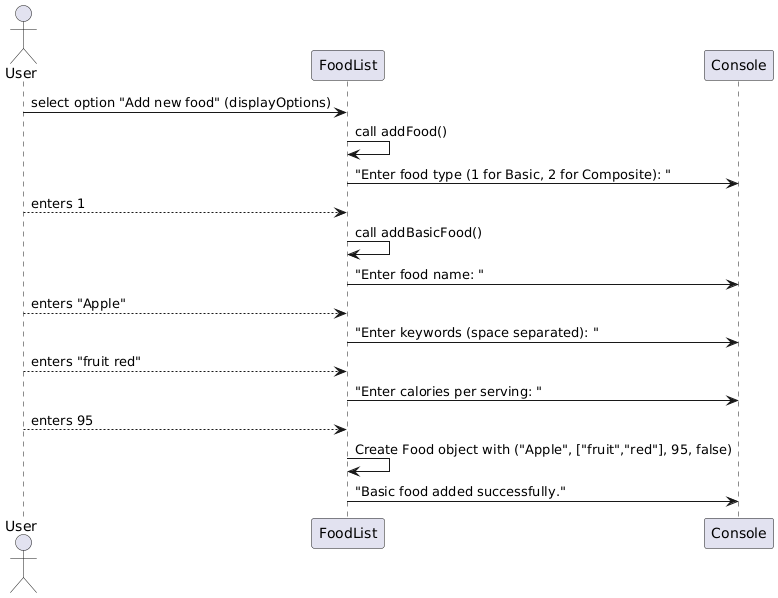 User
FoodList
Console
select option "Add new food" (displayOptions)
call addFood()
"Enter food type (1 for Basic, 2 for Composite): "
enters 1
call addBasicFood()
"Enter food name: "
enters "Apple"
"Enter keywords (space separated): "
enters "fruit red"
"Enter calories per serving: "
enters 95
Create Food object with ("Apple", ["fruit","red"], 95, false)
"Basic food added successfully."
User
FoodList
Console